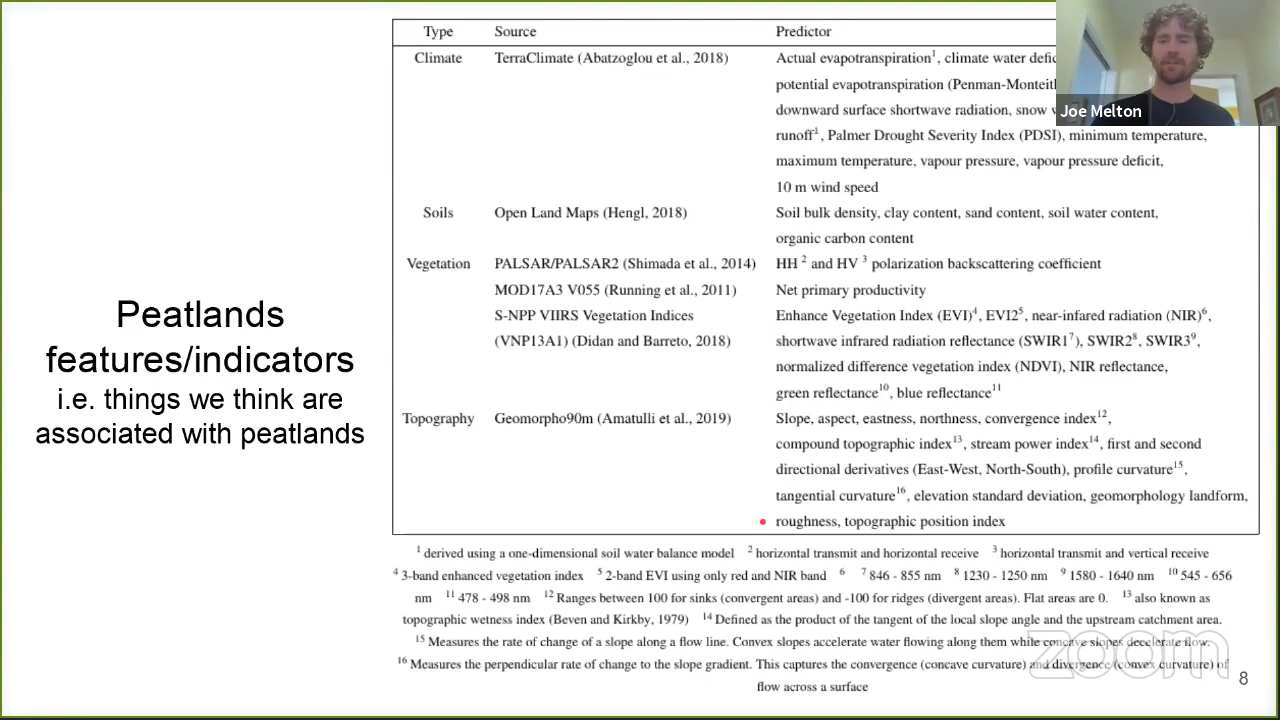 Type Source Predictor
Climate TerraClimate (Abatzoglou et al., 2018) Actual evapotranspiration¹, climate water
potential evapotranspiration
downward surface shortwave radiation, snow
runoff¹, Palmer Drought Severity Index (PDSI), minimum temperature,
maximum temperature, vapour pressure, vapour pressure deficit,
10 m wind speed
Soils Open Land Maps (Hengl, 2018) Soil bulk density, clay content, sand content, soil water content,
organic carbon content
Vegetation PALSAR/PALSAR2 (Shimada et al., 2014) HH ² and HV ³ polarization backscattering coefficient
MOD17A3 V055 (Running et al., 2011) Net primary productivity
S-NPP VIIRS Vegetation Indices Enhance Vegetation Index (EVI)⁴, EVI2⁵, near-infared radiation (NIR)⁶,
(VNP13A1) (Didan and Barreto, 2018) shortwave infrared radiation reflectance (SWIR1⁷), SWIR2⁸, SWIR3⁹,
normalized difference vegetation index (NDVI), NIR reflectance,
green reflectance¹⁰, blue reflectance¹¹
Topography Geomorpho90m (Amatulli et al., 2019) Slope, aspect, eastness, northness, convergence index¹²,
compound topographic index¹³, stream power index¹⁴, first and second
directional derivatives (East-West, North-South), profile curvature¹⁵,
tangential curvature¹⁶, elevation standard deviation, geomorphology landform,
roughness, topographic position index
¹ derived using a one-dimensional soil water balance model ² horizontal transmit and horizontal receive ³ horizontal transmit and vertical receive
⁴ 3-band enhanced vegetation index ⁵ 2-band EVI using only red and NIR band ⁶ ⁷ 846 - 855 nm ⁸ 1230 - 1250 nm ⁹ 1580 - 1640 nm ¹⁰ 545 - 656
nm ¹¹ 478 - 498 nm ¹² Ranges between 100 for sinks (convergent areas) and -100 for ridges (divergent areas). Flat areas are 0. ¹³ also known as
topographic wetness index (Beven and Kirkby, 1979) ¹⁴ Defined as the product of the tangent of the local slope angle and the upstream catchment area.
¹⁵ Measures the rate of change of a slope along a flow line. Convex slopes accelerate water flowing along them while concave slopes decelerate flow.
¹⁶ Measures the perpendicular rate of change to the slope gradient. This captures the convergence (concave curvature) and divergence (convex curvature) of
flow across a surface
Peatlands
features/indicators
i.e. things we think are
associated with peatlands
Joe Melton
zoom
8